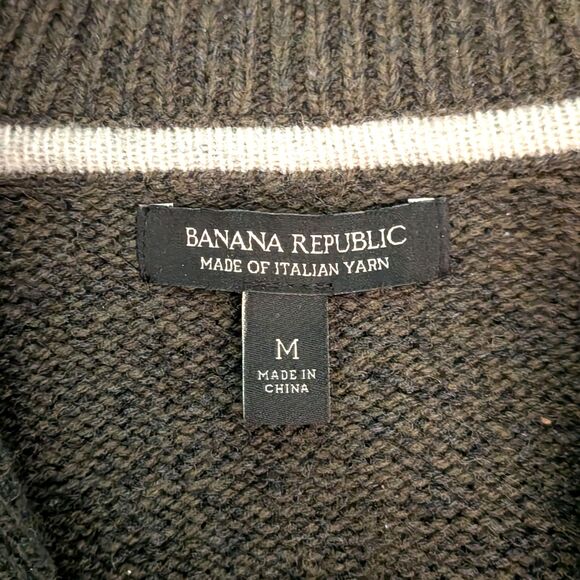 BANANA REPUBLIC
MADE OF ITALIAN YARN
M
MADE IN
CHINA